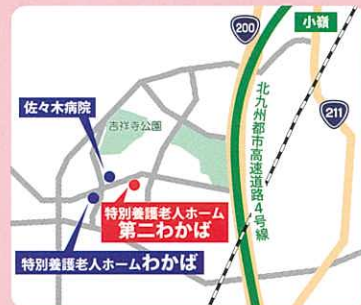 200
小嶺
211
佐々木病院
吉祥寺公園
北九州都市高速道路4号線
特別養護老人ホーム
第二わかば
特別養護老人ホームわかば